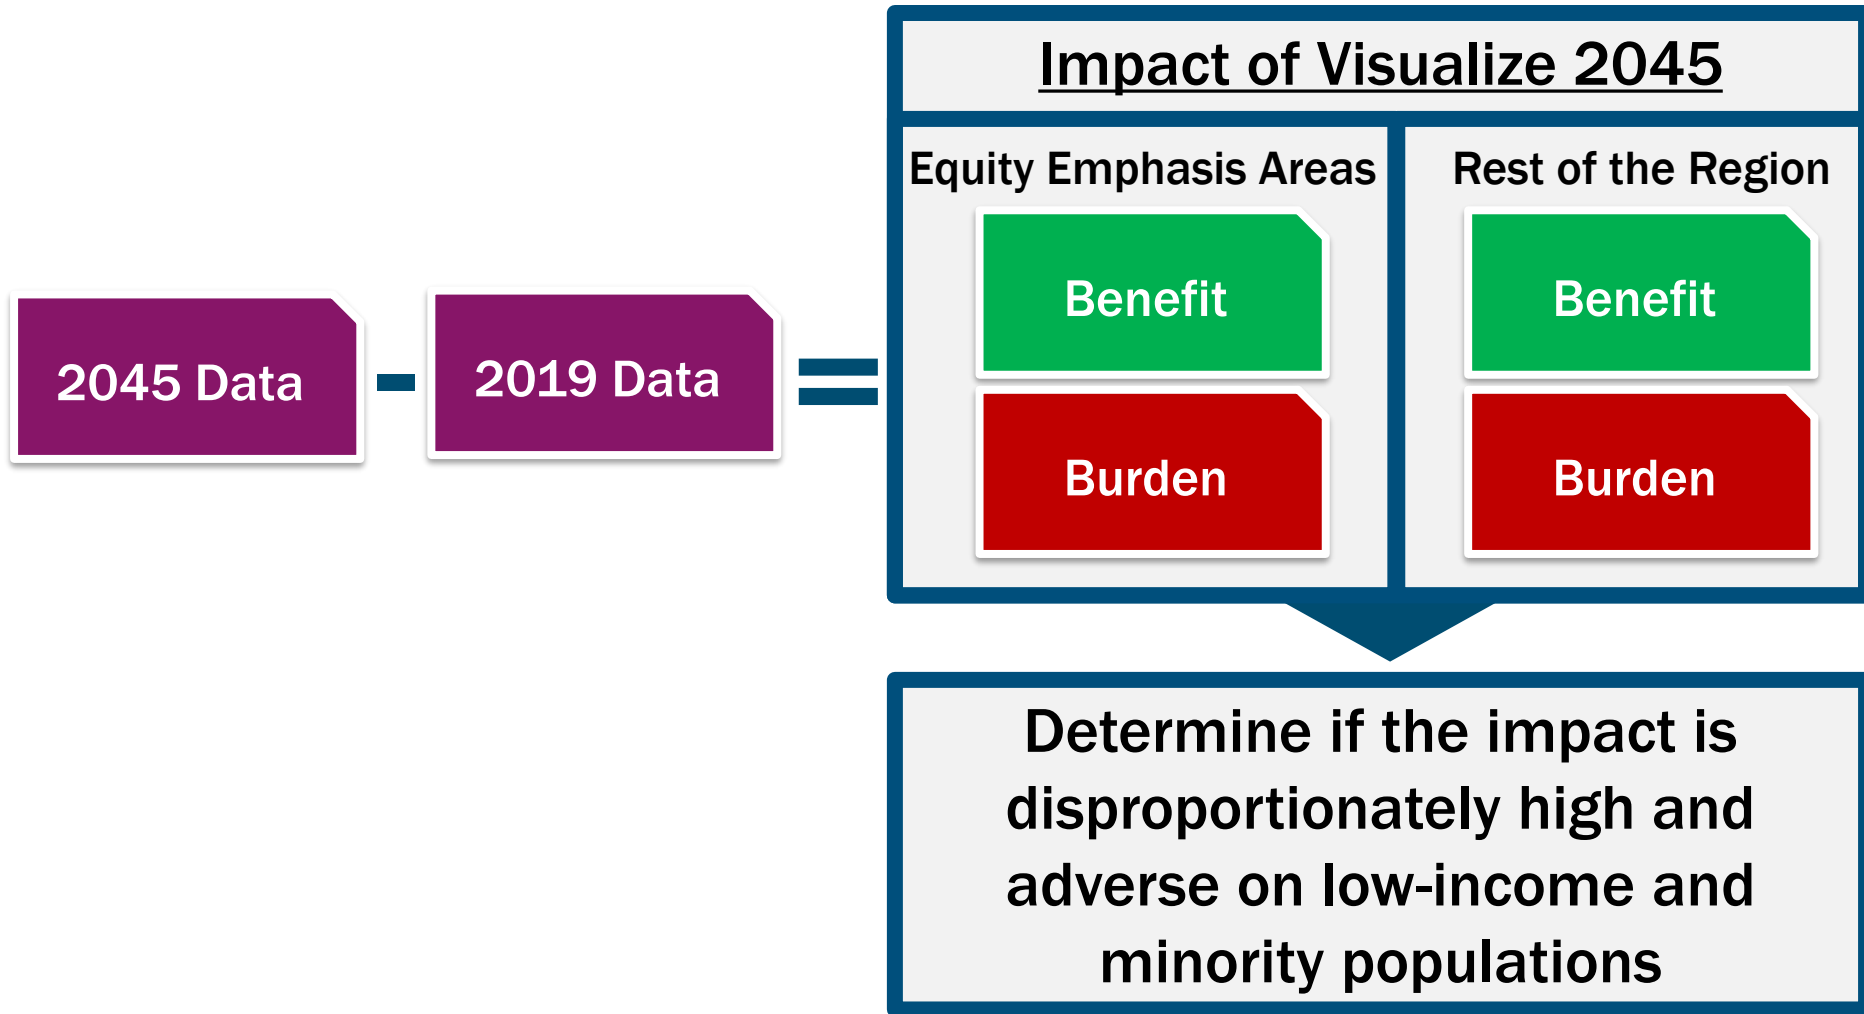 2045 Data
-
2019 Data
=
Impact of Visualize 2045
Equity Emphasis Areas
Benefit
Burden
Rest of the Region
Benefit
Burden
Determine if the impact is
disproportionately high and
adverse on low-income and
minority populations